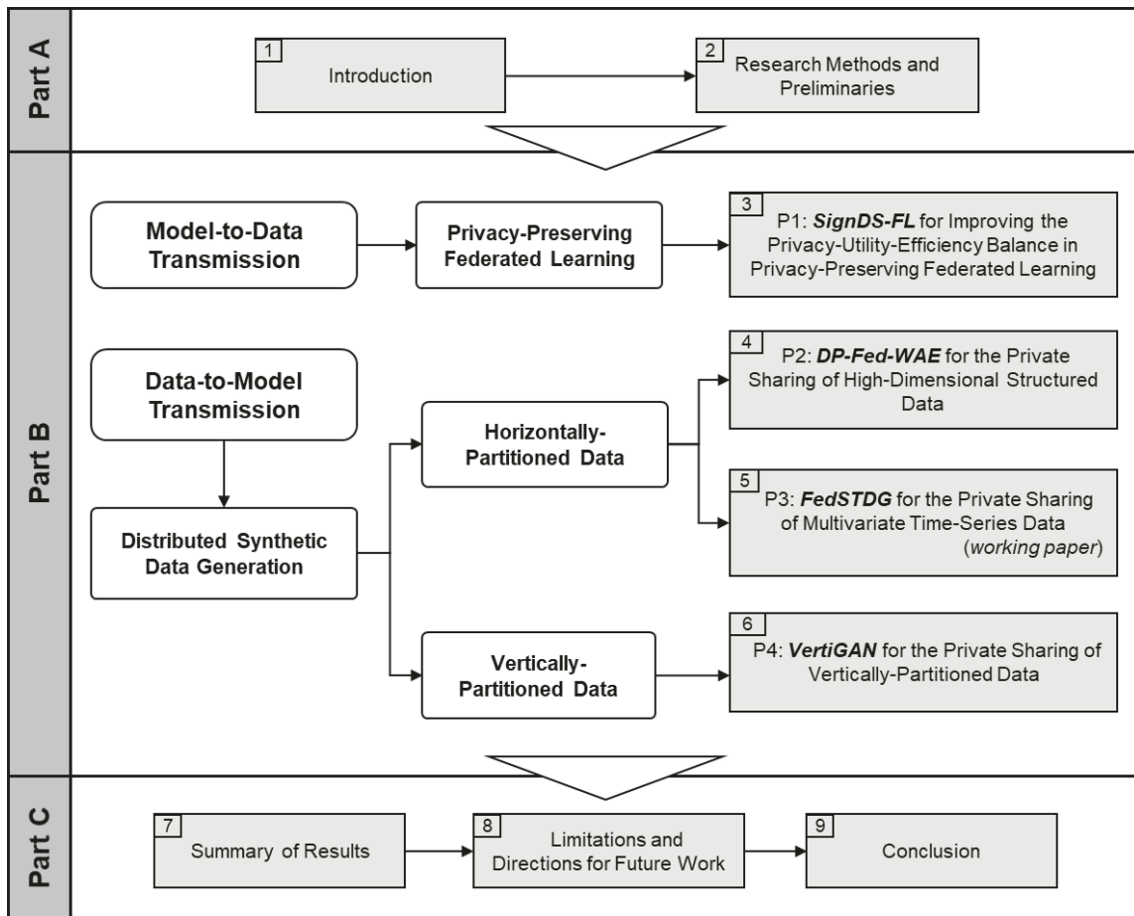 Part A
1
Introduction
2
Research Methods and
Preliminaries
Part B
Model-to-Data
Transmission
Privacy-Preserving
Federated Learning
3
P1: SignDS-FL for Improving the
Privacy-Utility-Efficiency Balance in
Privacy-Preserving Federated Learning
Data-to-Model
Transmission
Distributed Synthetic
Data Generation
Horizontally-
Partitioned Data
4
P2: DP-Fed-WAE for the Private
Sharing of High-Dimensional Structured
Data
5
P3: FedSTDG for the Private Sharing
of Multivariate Time-Series Data
(working paper)
Vertically-
Partitioned Data
6
P4: VertiGAN for the Private Sharing of
Vertically-Partitioned Data
Part C
7
Summary of Results
8
Limitations and
Directions for Future Work
9
Conclusion